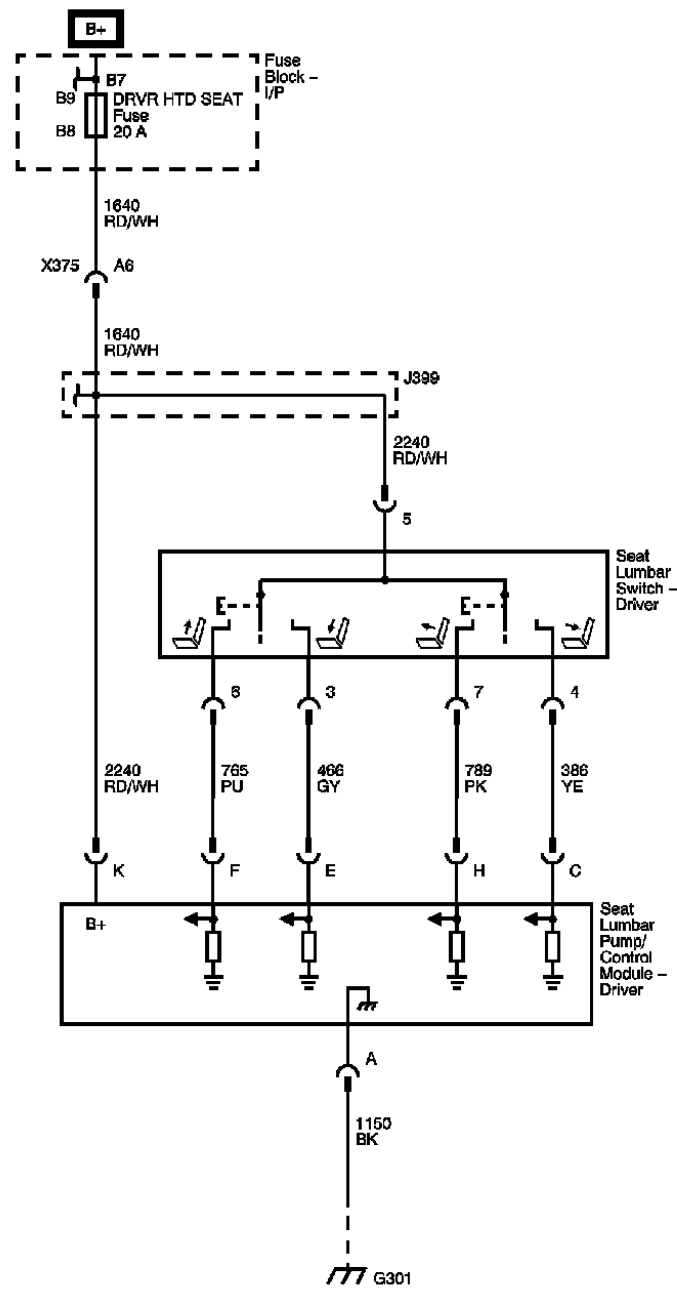 B+
Fuse
Block –
I/P
B7
B9
DRVR HTD SEAT
Fuse
B8
20 A
1640
RD/WH
X375
A6
1640
RD/WH
J399
2240
RD/WH
5
Seat
Lumbar
Switch –
Driver
6
3
7
4
2240
RD/WH
765
PU
466
GY
789
PK
386
YE
K
F
E
H
C
B+
Seat
Lumbar
Pump/
Control
Module –
Driver
A
1150
BK
G301